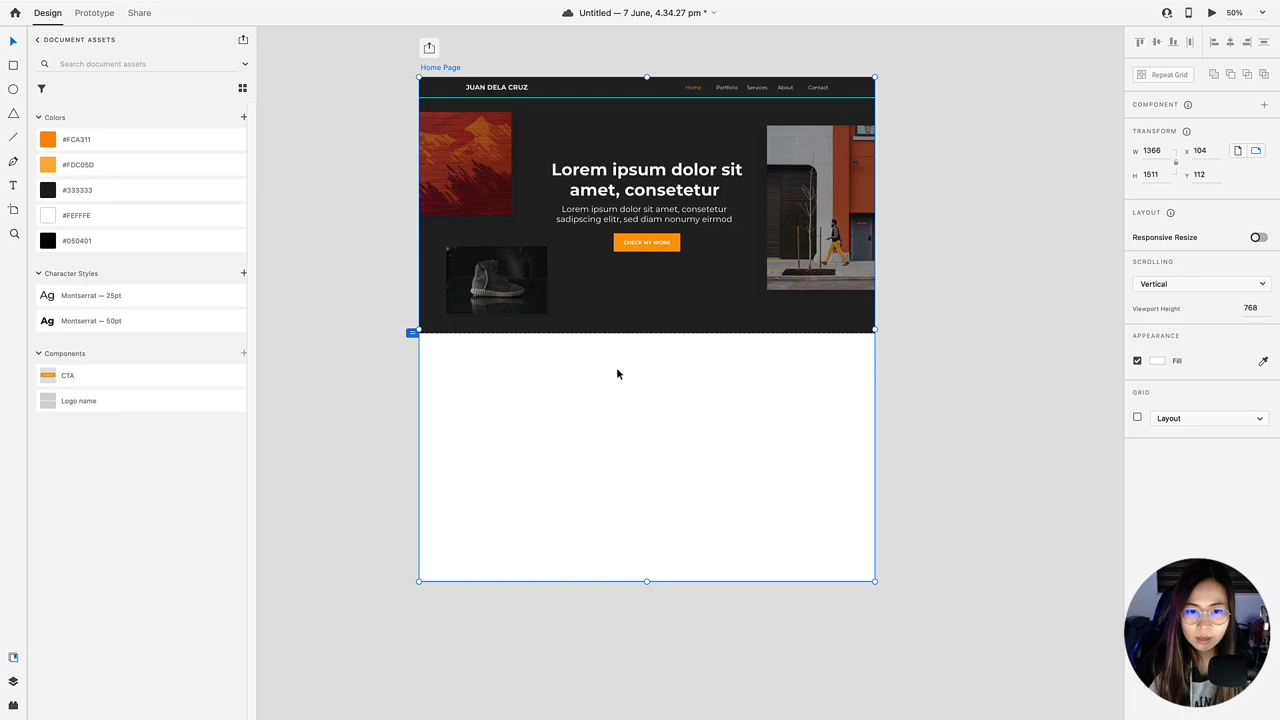 Design
Prototype
Share
Untitled — 7 June, 4.34.27 pm *
50%
DOCUMENT ASSETS
Search document assets
Colors
#FCA311
#FDC05D
#333333
#FEFFFE
#050401
Character Styles
Ag Montserrat — 25pt
Ag Montserrat — 50pt
Components
CTA
Logo name
Home Page
JUAN DELA CRUZ
Home
Portfolio
Services
About
Contact
Lorem ipsum dolor sit
amet, consetetur
Lorem ipsum dolor sit amet, consetetur
sadipscing elitr, sed diam nonumy eirmod
CHECK MY WORK
Repeat Grid
COMPONENT
TRANSFORM
W 1366 X 104
H 1511 Y 112
LAYOUT
Responsive Resize
SCROLLING
Vertical
Viewport Height 768
APPEARANCE
Fill
GRID
Layout